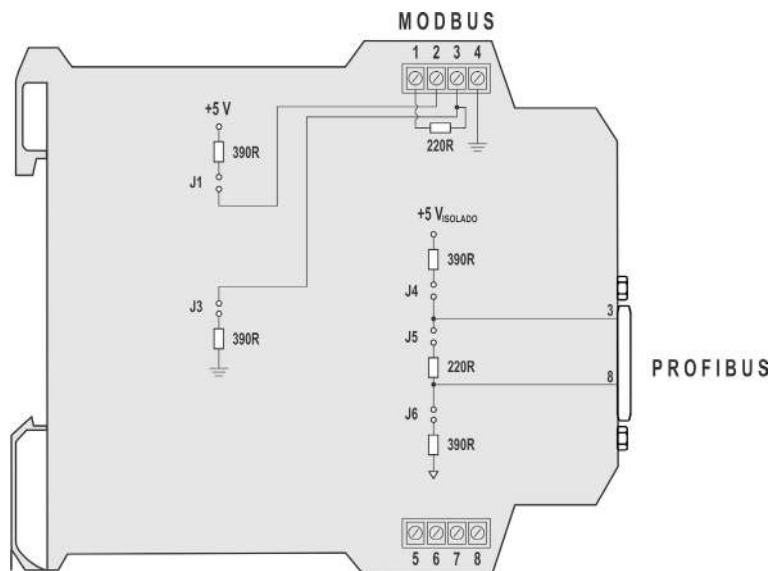 MODBUS
1 2 3 4
+5 V
390R
220R
J1
+5 V ISOLADO
390R
J4
J3
3
J5
390R
220R
PROFIBUS
8
J6
390R
5 6 7 8